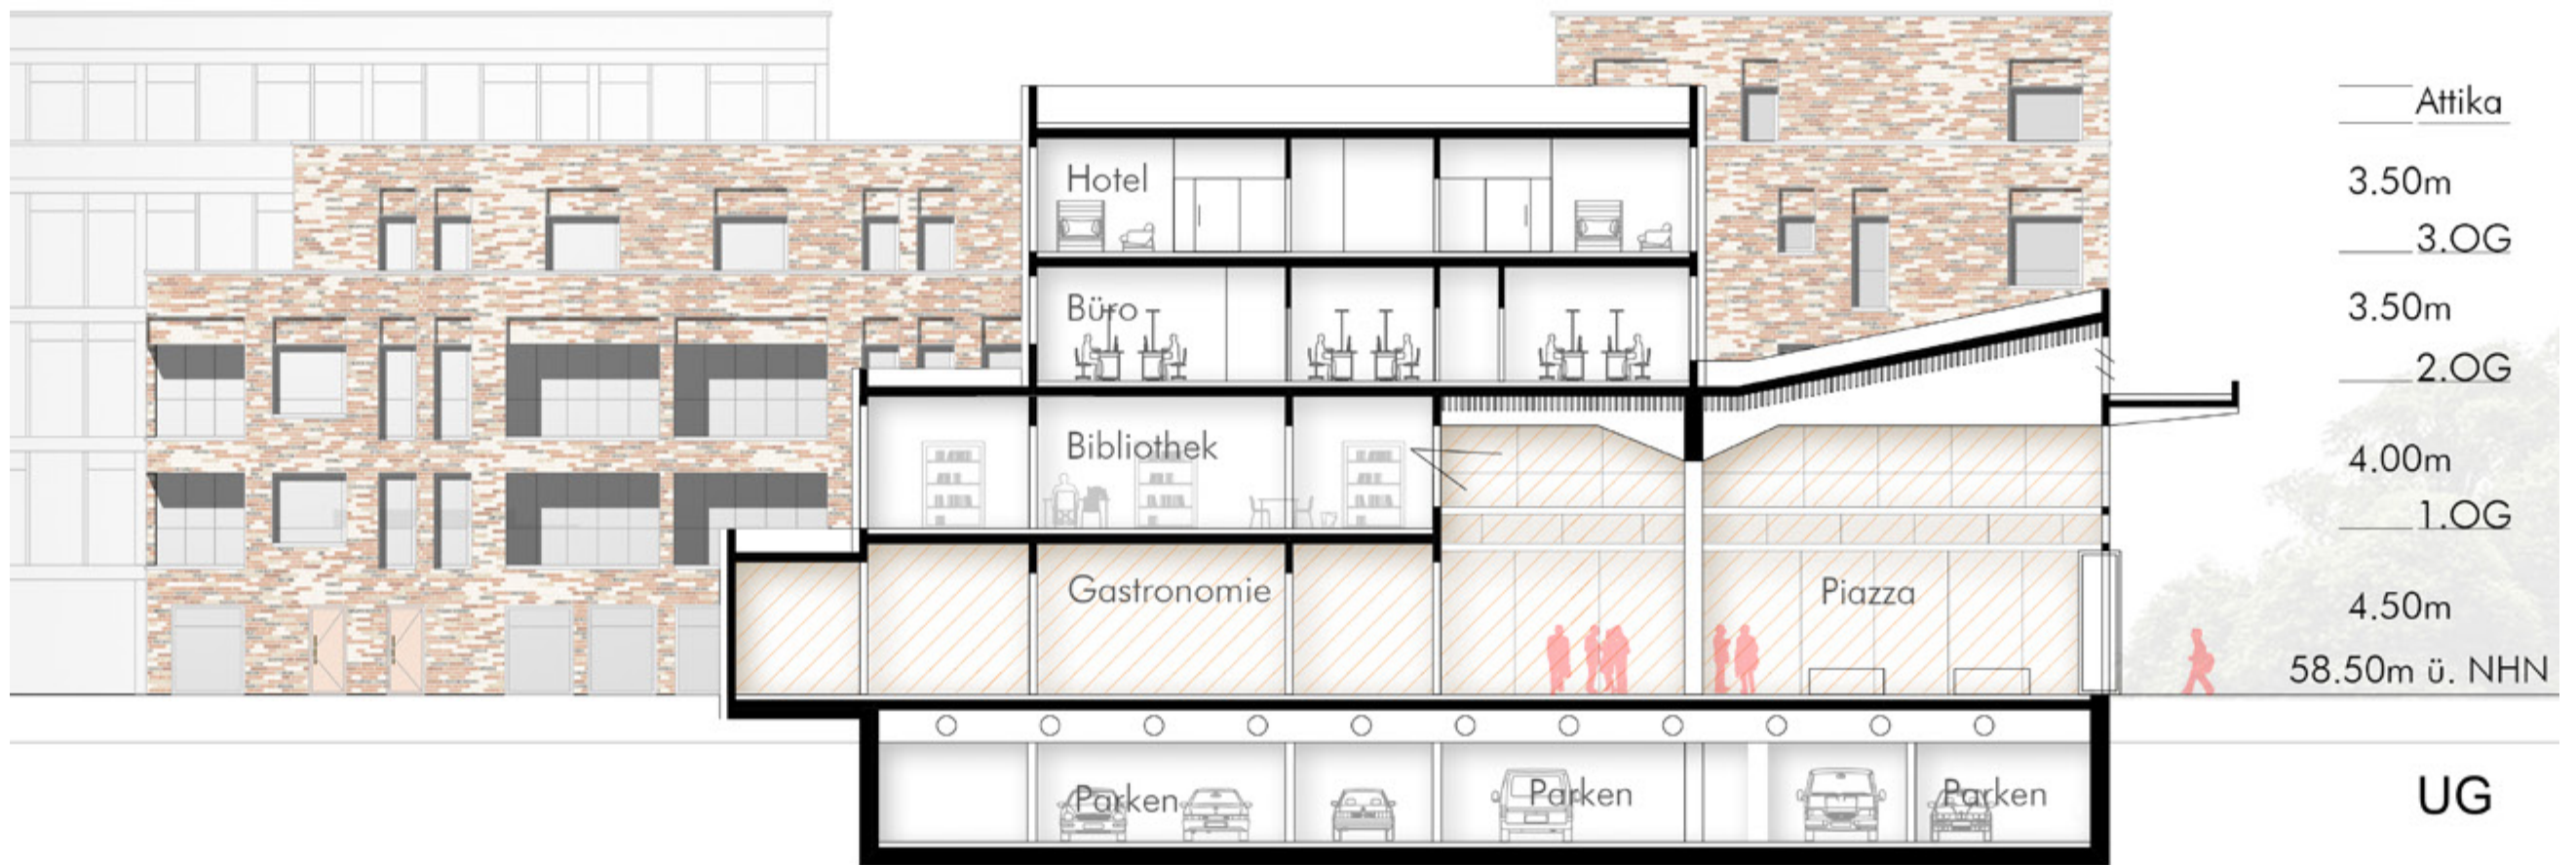 Attika
Hotel
3.50m
3.OG
Büro
3.50m
2.OG
Bibliothek
4.00m
1.OG
Gastronomie
Piazza
4.50m
58.50m ü. NHN
Parken
Parken
Parken
UG